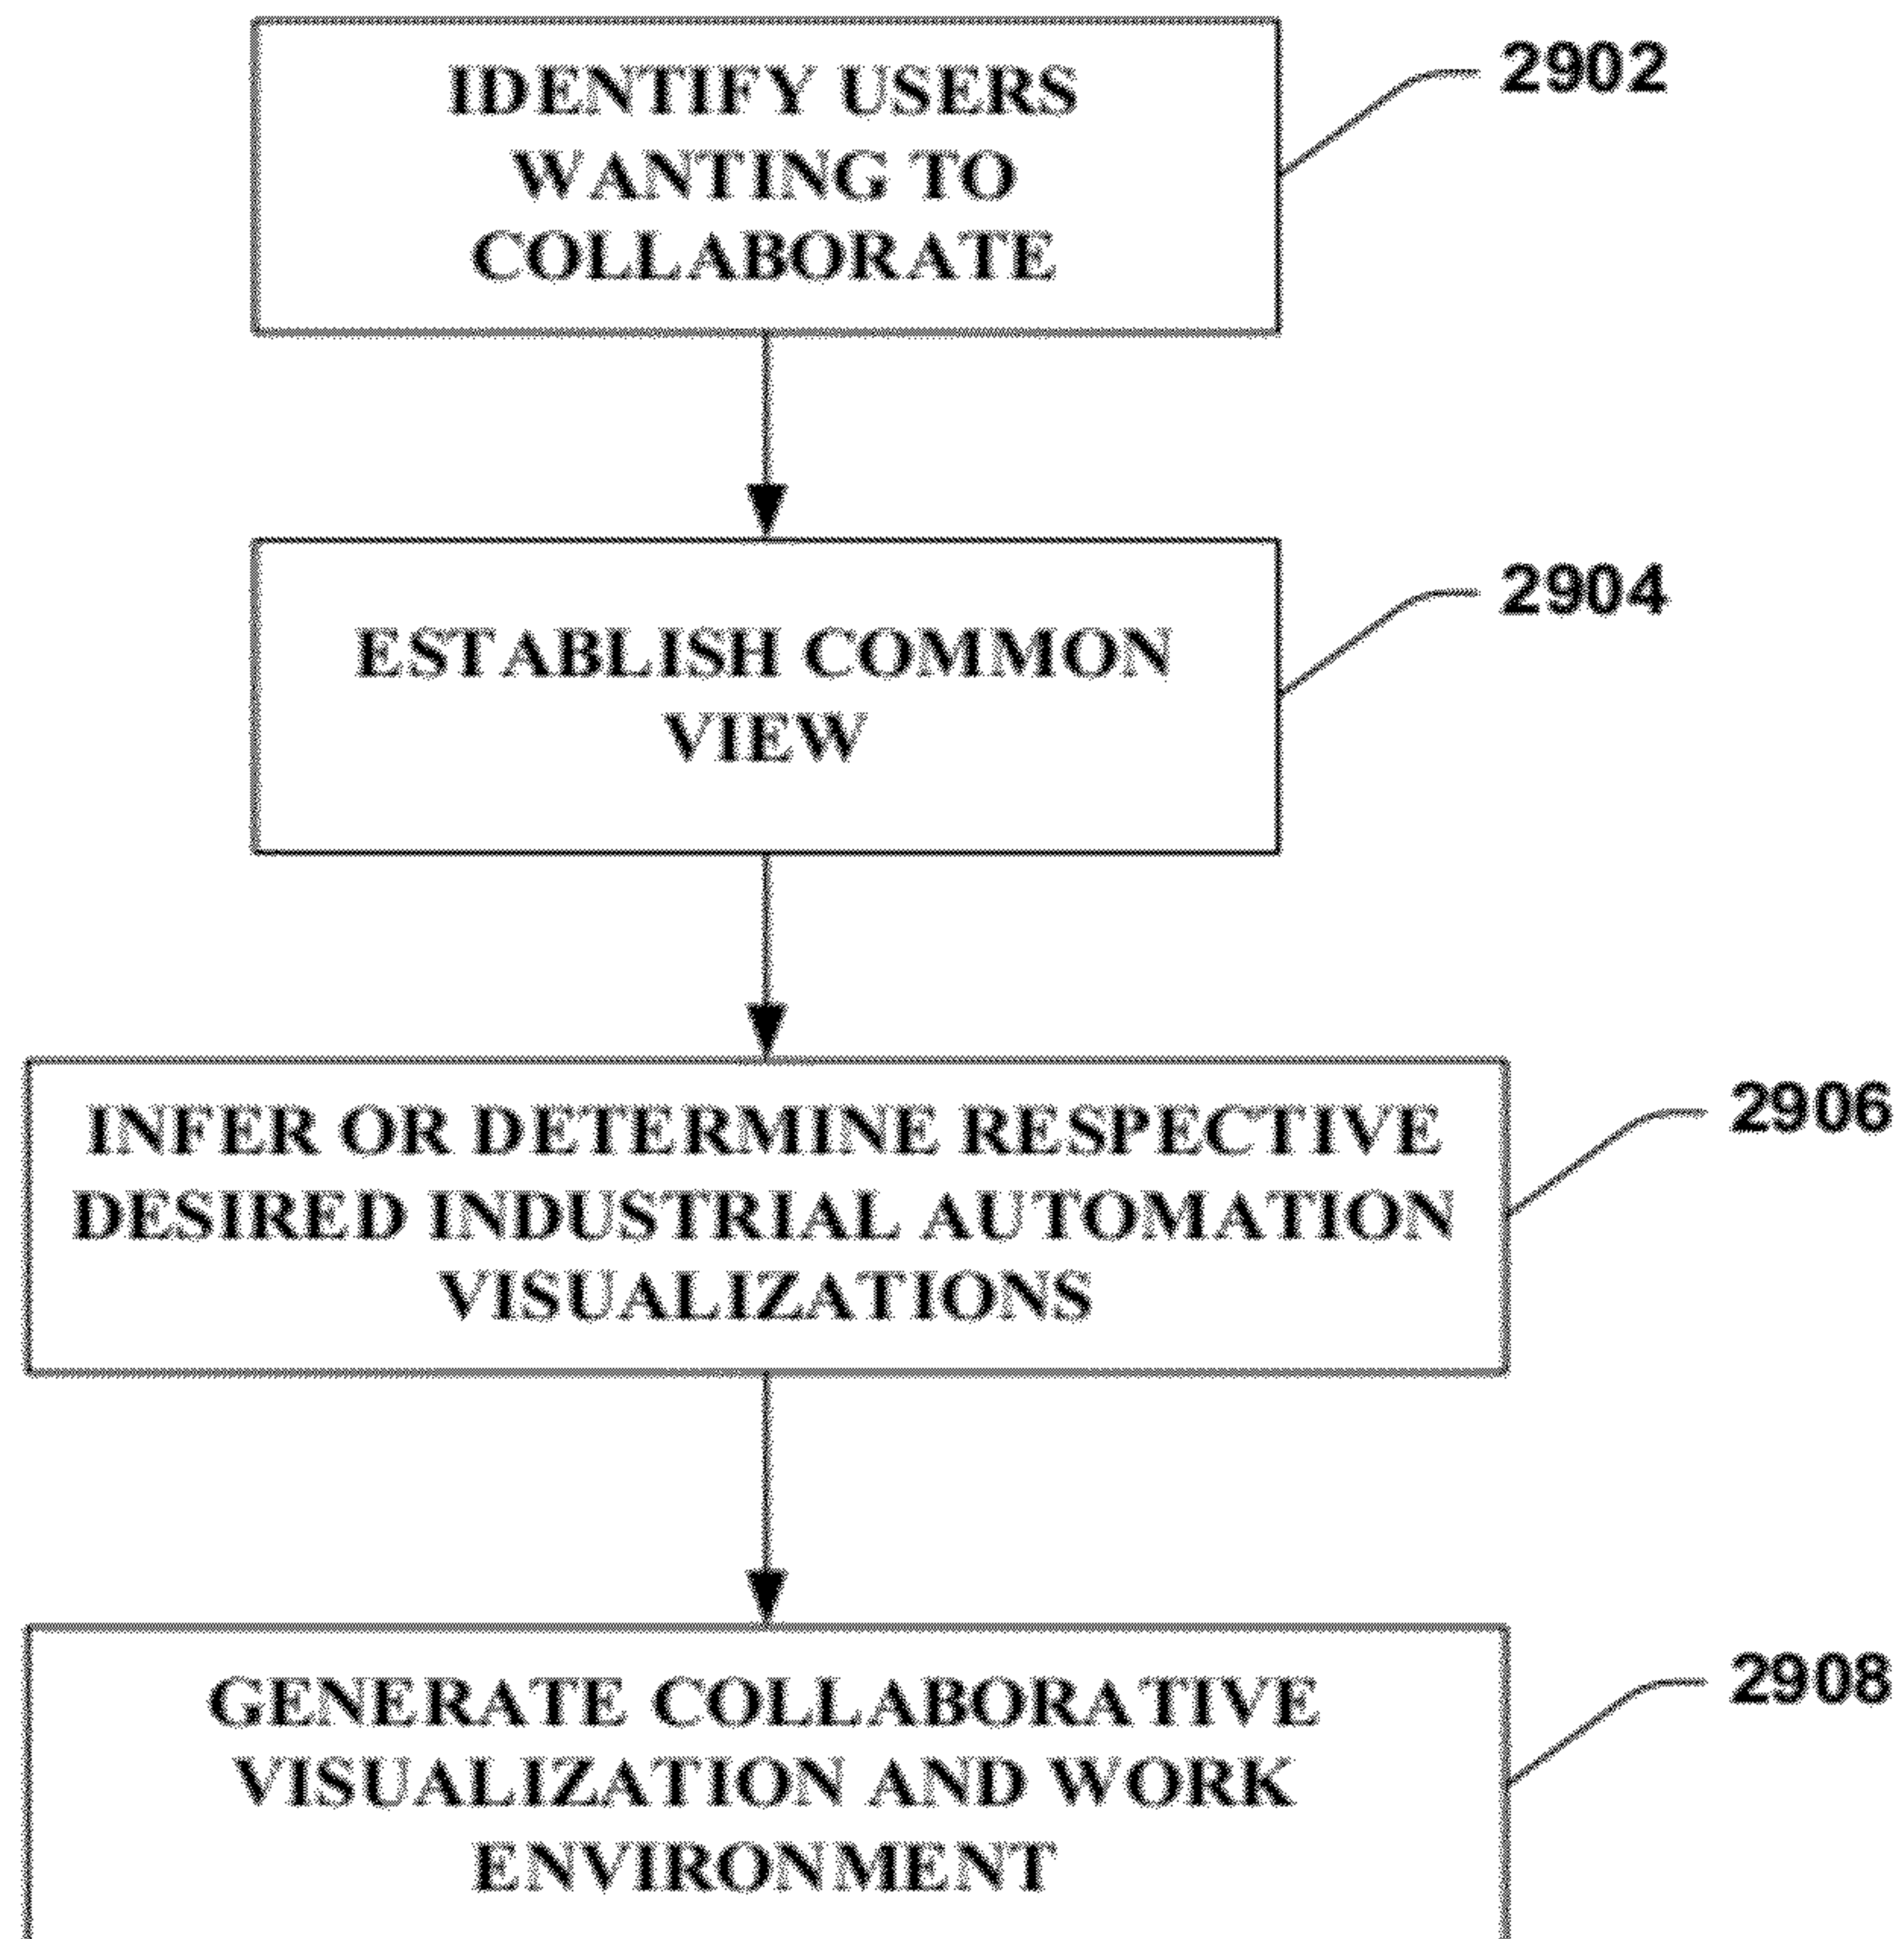 IDENTIFY USERS
WANTING TO
COLLABORATE
2902
ESTABLISH COMMON
VIEW
2904
INFER OR DETERMINE RESPECTIVE
DESIRED INDUSTRIAL AUTOMATION
VISUALIZATIONS
2906
GENERATE COLLABORATIVE
VISUALIZATION AND WORK
ENVIRONMENT
2908